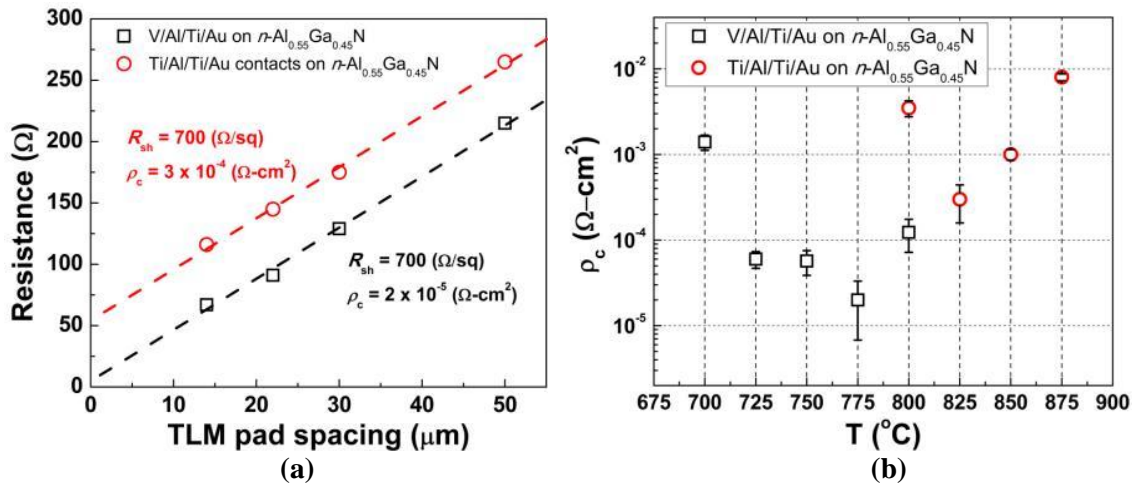 300
250
200
150
100
50
0
Resistance (Ω)
V/Al/Ti/Au on n-Al0.55Ga0.45N
Ti/Al/Ti/Au contacts on n-Al0.55Ga0.45N
Rsh = 700 (Ω/sq)
ρc = 3 x 10-4 (Ω-cm2)
Rsh = 700 (Ω/sq)
ρc = 2 x 10-5 (Ω-cm2)
0 10 20 30 40 50
TLM pad spacing (μm)
(a)
V/Al/Ti/Au on n-Al0.55Ga0.45N
Ti/Al/Ti/Au on n-Al0.55Ga0.45N
10-2
10-3
10-4
10-5
ρc (Ω–cm2)
675 700 725 750 775 800 825 850 875 900
T (oC)
(b)